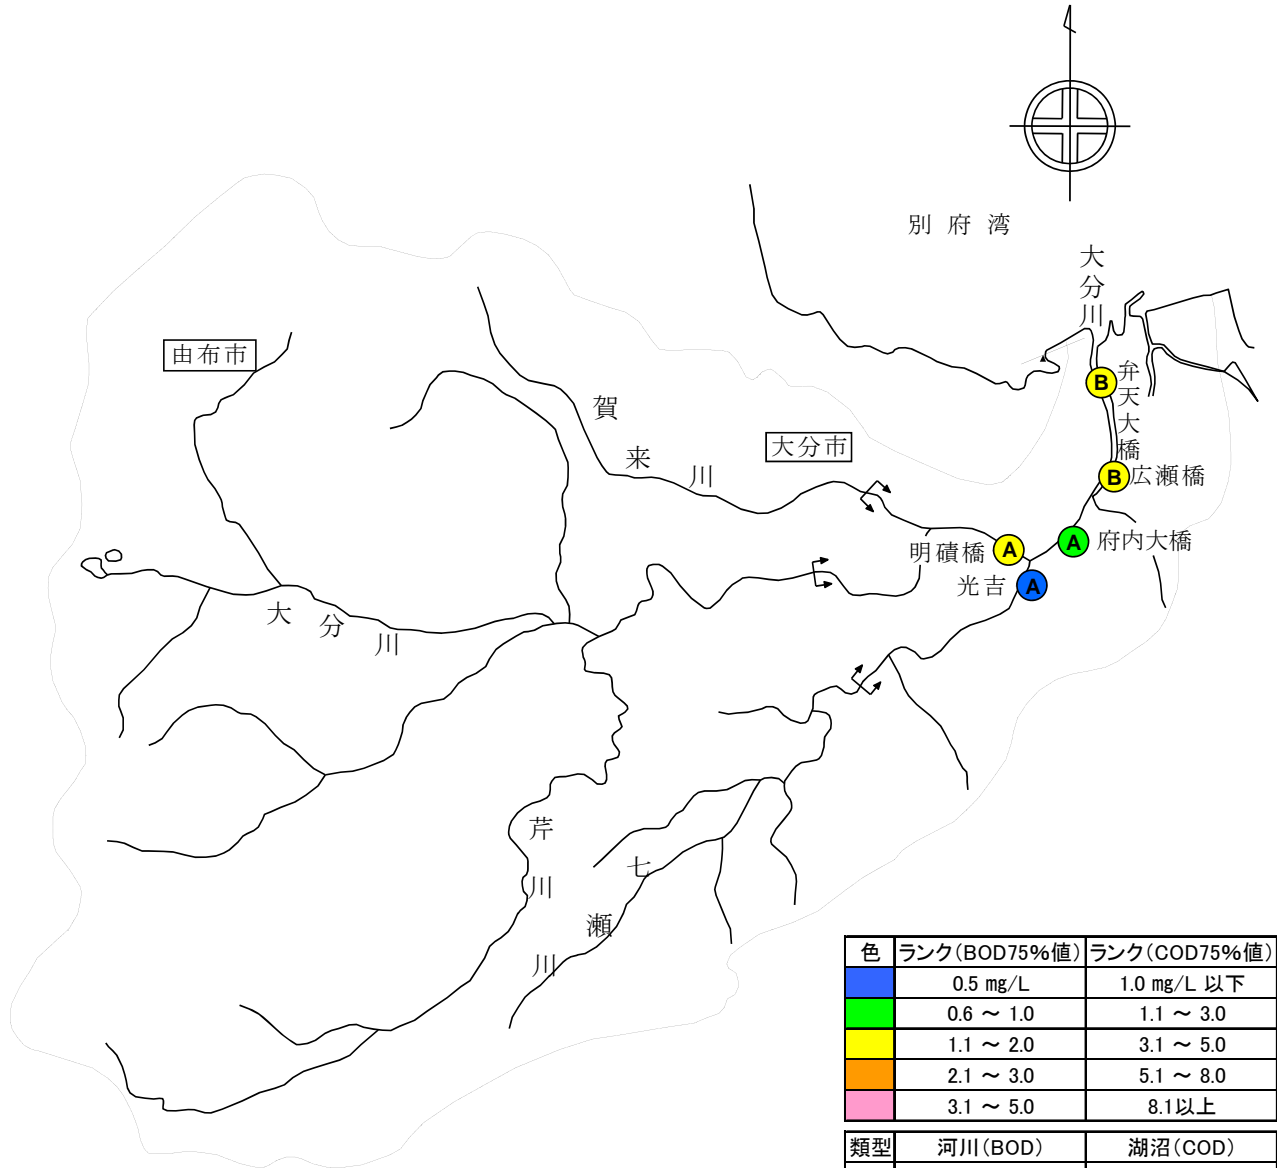 別府湾
大分川
由布市
賀来川
大分市
B
弁天大橋
B
広瀬橋
明磧橋
A
A
府内大橋
光吉
A
大分川
芹川
七瀬川
色 ランク(BOD75%値) ランク(COD75%値)
0.5 mg/L 1.0 mg/L 以下
0.6 ～ 1.0 1.1 ～ 3.0
1.1 ～ 2.0 3.1 ～ 5.0
2.1 ～ 3.0 5.1 ～ 8.0
3.1 ～ 5.0 8.1以上
類型 河川(BOD) 湖沼(COD)